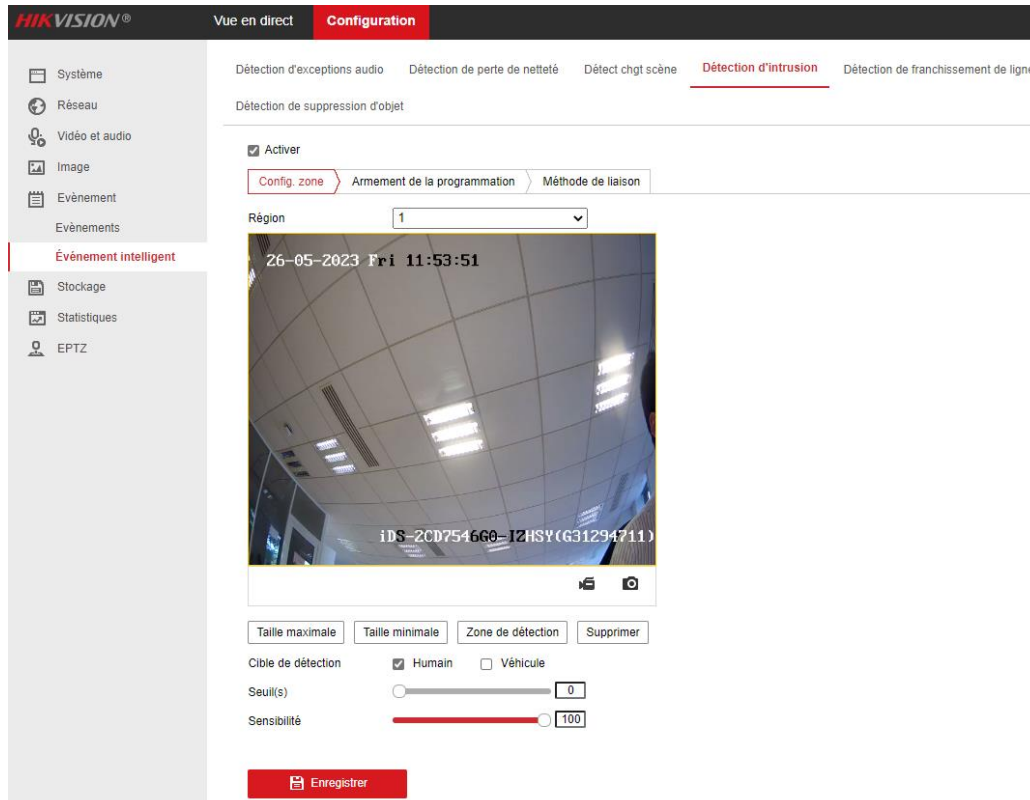 HIKVISION® Vue en direct Configuration
Système
Réseau
Vidéo et audio
Image
Evènement
Evènements
Événement intelligent
Stockage
Statistiques
EPTZ
Détection d'exceptions audio Détection de perte de netteté Détect chgt scène Détection d'intrusion Détection de franchissement de ligne
Détection de suppression d'objet
Activer
Config. zone Armement de la programmation Méthode de liaison
Région 1
26-05-2023 Fri 11:53:51
iDS-2CD7546G0-IZHSY(G31294711)
Taille maximale Taille minimale Zone de détection Supprimer
Cible de détection Humain Véhicule
Seuil(s) 0
Sensibilité 100
Enregistrer